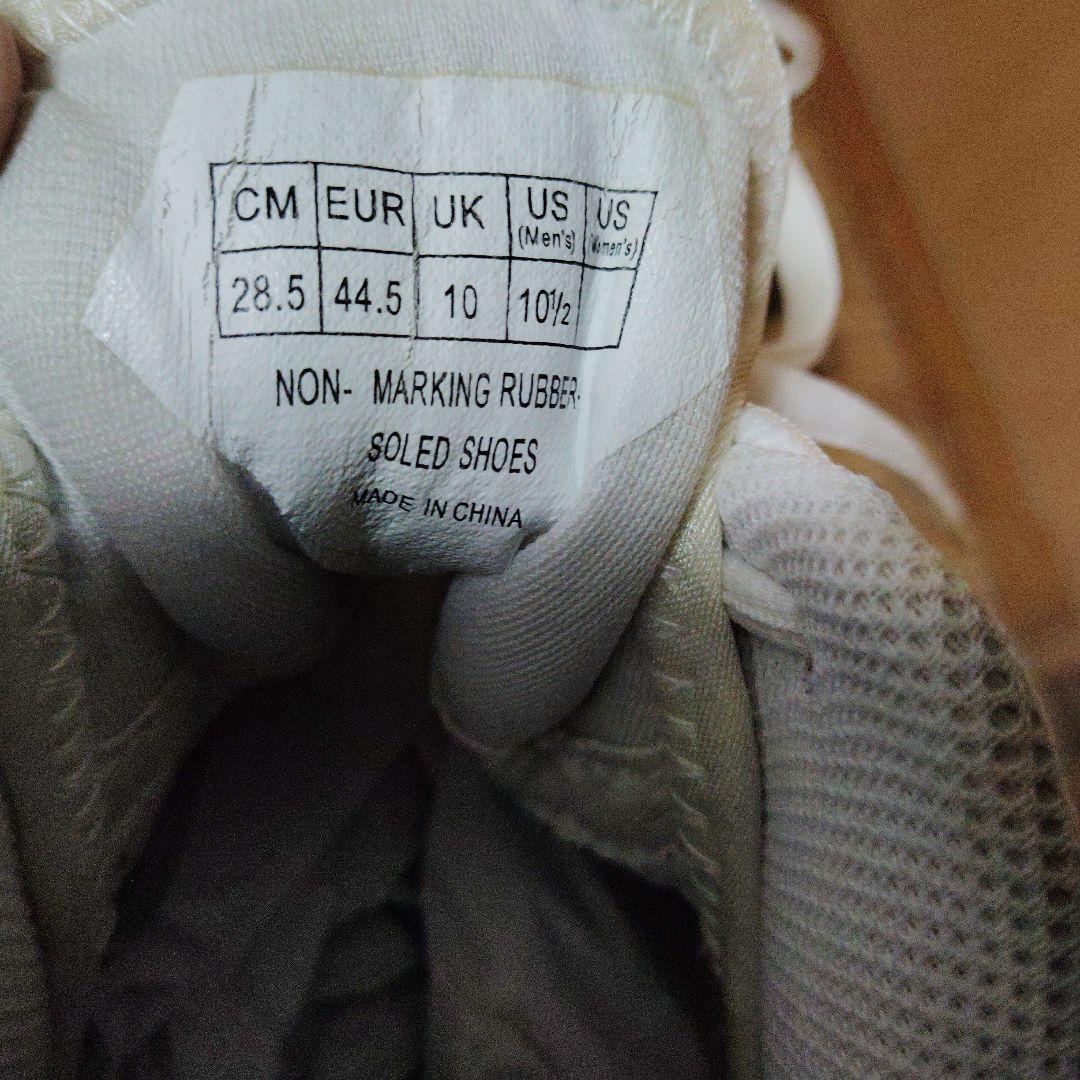 CM EUR UK US (Men's) US (Women's)
28.5 44.5 10 10½
NON- MARKING RUBBER-
SOLED SHOES
MADE IN CHINA